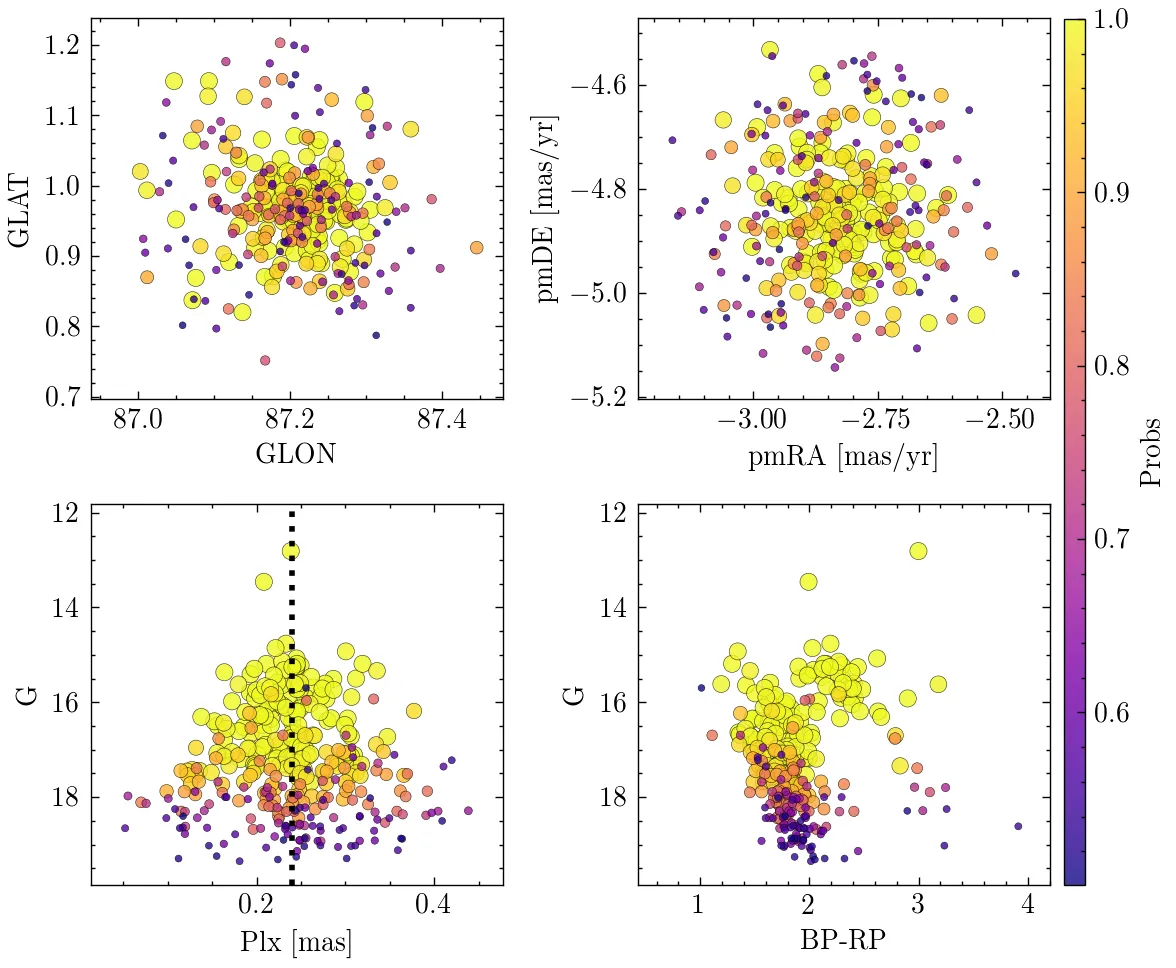 1.2
1.1
1.0
0.9
0.8
0.7
GLAT
87.0 87.2 87.4
GLON
−4.6
−4.8
−5.0
−5.2
pmDE [mas/yr]
−3.00 −2.75 −2.50
pmRA [mas/yr]
12
14
16
18
G
0.2 0.4
Plx [mas]
12
14
16
18
G
1 2 3 4
BP-RP
1.0
0.9
0.8
0.7
0.6
Probs